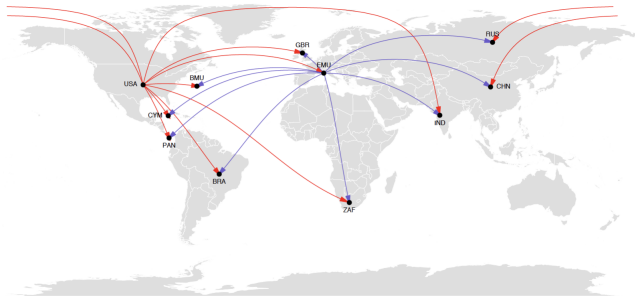 RUS
GBR
EMU
USA
BMU
CHN
CYM
IND
PAN
BRA
ZAF